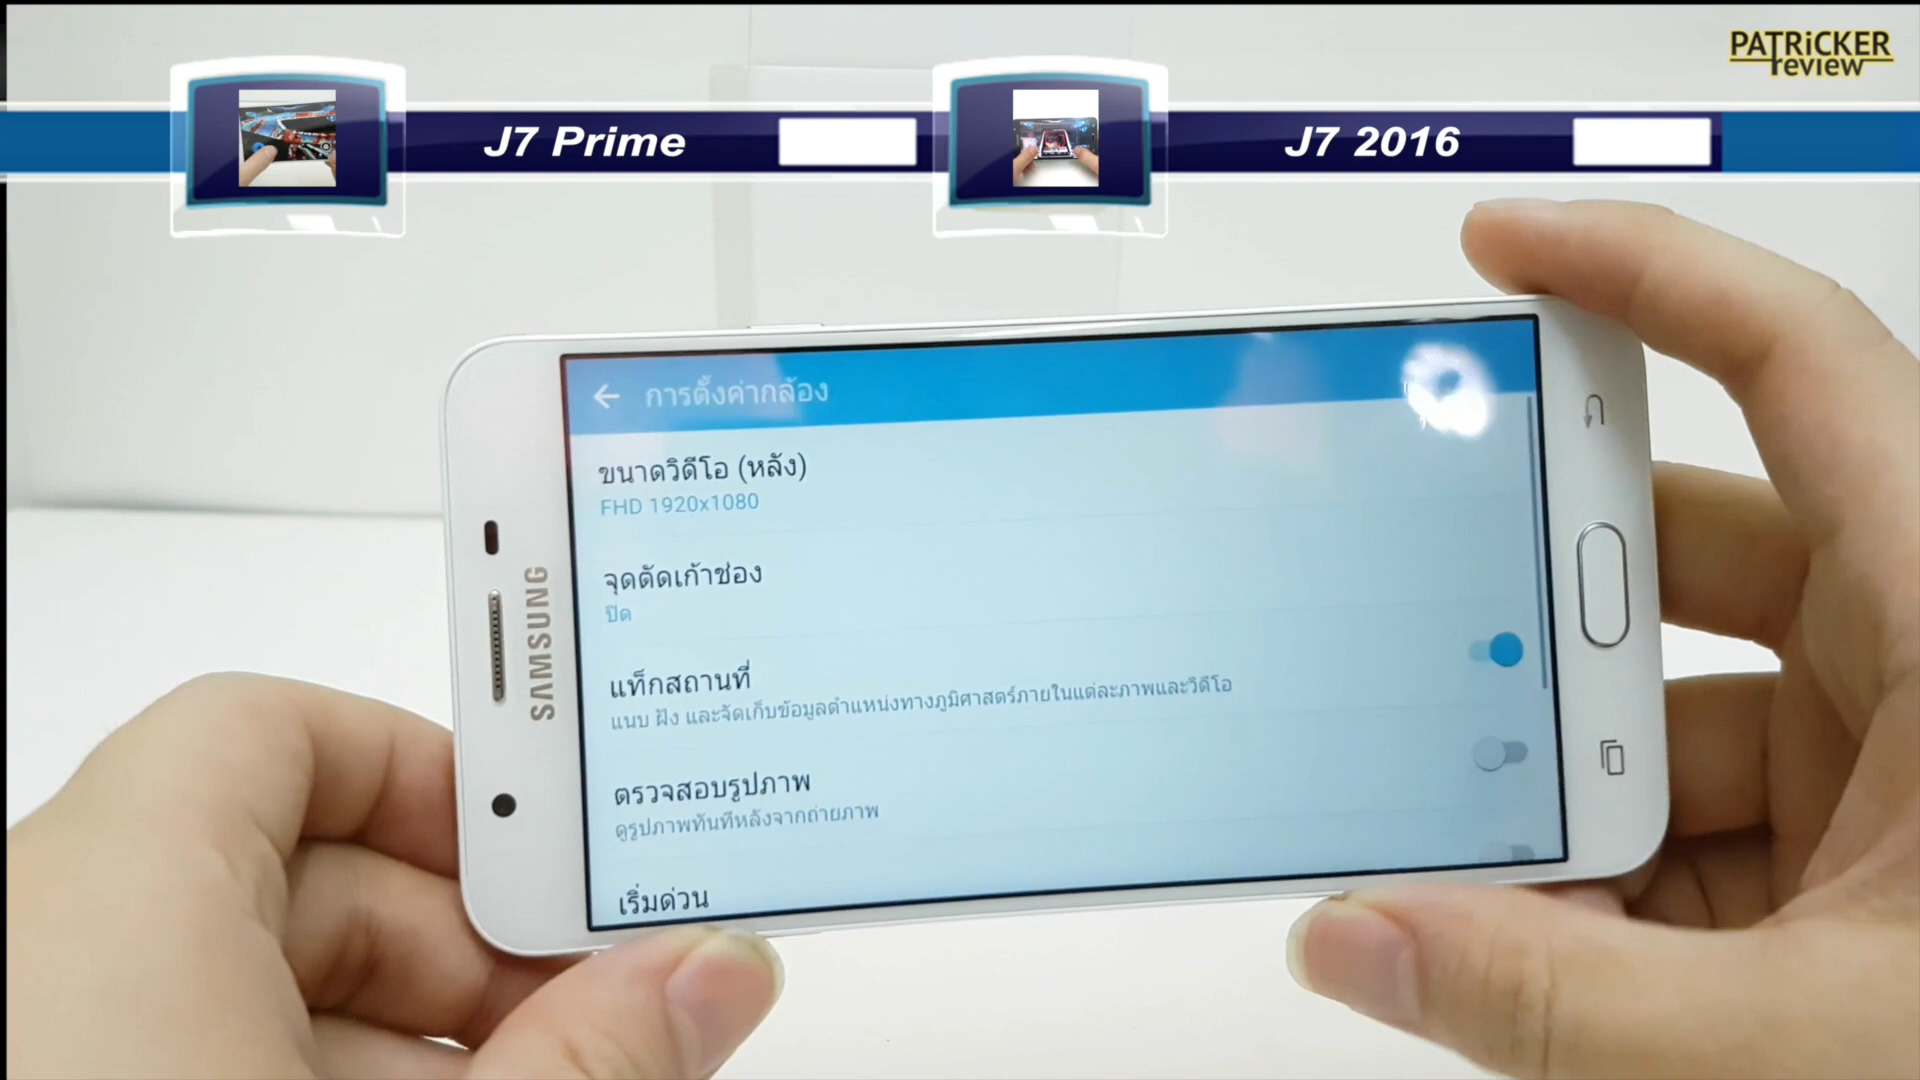 PATRiCKER
review
J7 Prime
J7 2016
การตั้งค่ากล้อง
ขนาดวิดีโอ (หลัง)
FHD 1920x1080
จุดตัดเก้าช่อง
ปิด
แท็กสถานที่
แนบ ฝัง และจัดเก็บข้อมูลตำแหน่งทางภูมิศาสตร์ภายในแต่ละภาพและวิดีโอ
ตรวจสอบรูปภาพ
ดูรูปภาพทันทีหลังจากถ่ายภาพ
เริ่มด่วน
SAMSUNG